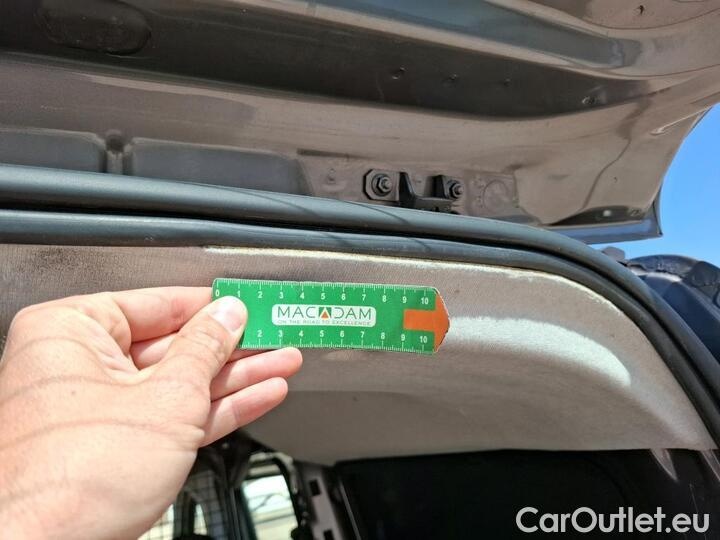 0 1 2 3 4 5 6 7 8 9 10
MACADAM
ON THE ROAD TO EXCELLENCE
2 3 4 5 6 7 8 9 10
CarOutlet.eu